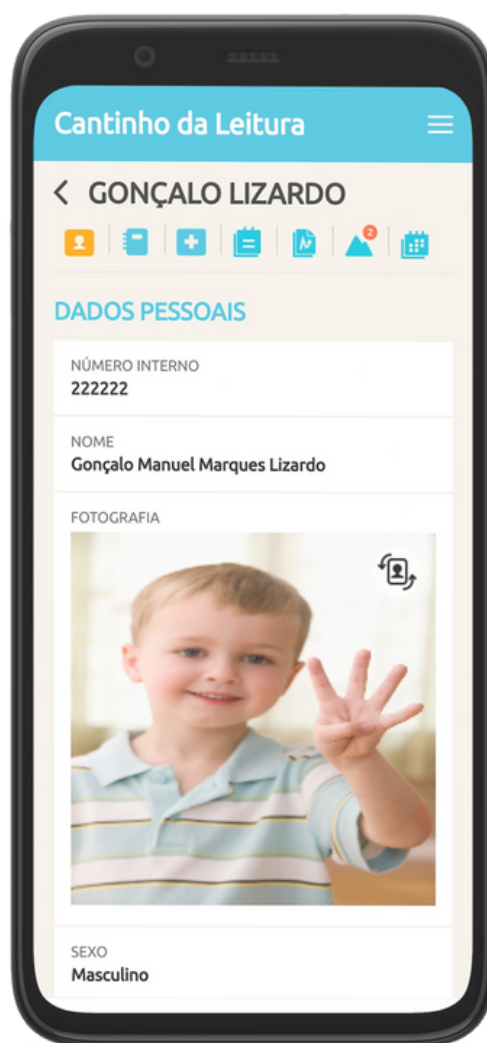 Cantinho da Leitura
GONÇALO LIZARDO
2
DADOS PESSOAIS
NÚMERO INTERNO
222222
NOME
Gonçalo Manuel Marques Lizardo
FOTOGRAFIA
SEXO
Masculino